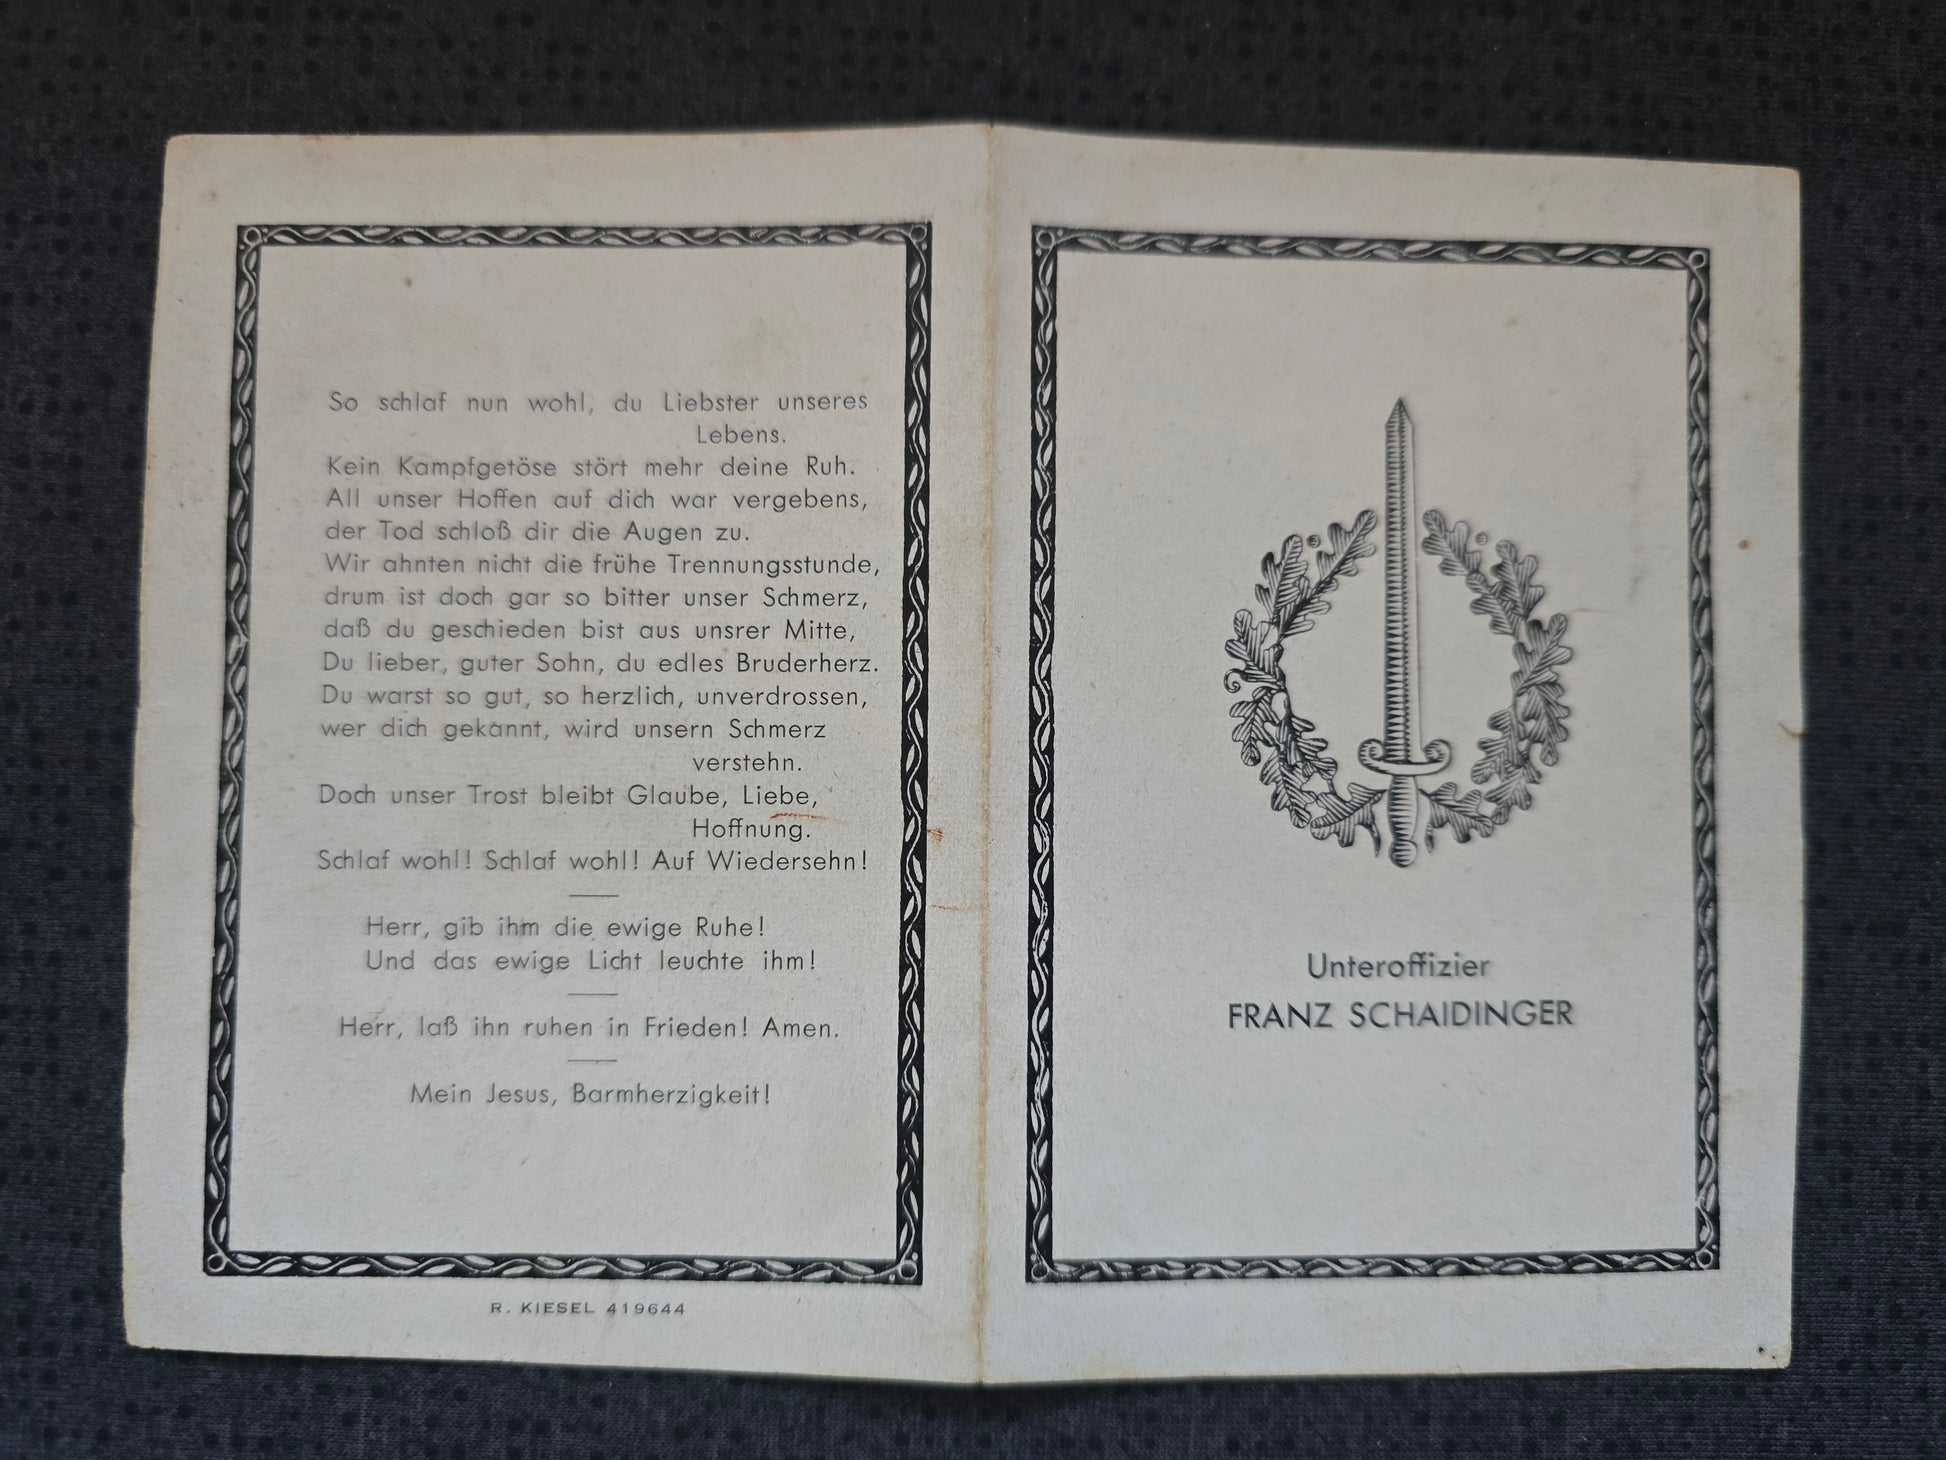 So schlaf nun wohl, du Liebster unseres
Lebens.
Kein Kampfgetöse stört mehr deine Ruh.
All unser Hoffen auf dich war vergebens,
der Tod schloß dir die Augen zu.
Wir ahnten nicht die frühe Trennungsstunde,
drum ist doch gar so bitter unser Schmerz,
daß du geschieden bist aus unsrer Mitte,
Du lieber, guter Sohn, du edles Bruderherz.
Du warst so gut, so herzlich, unverdrossen,
wer dich gekannt, wird unsern Schmerz
verstehn.
Doch unser Trost bleibt Glaube, Liebe,
Hoffnung.
Schlaf wohl! Schlaf wohl! Auf Wiedersehn!
Herr, gib ihm die ewige Ruhe!
Und das ewige Licht leuchte ihm!
Herr, laß ihn ruhen in Frieden! Amen.
Mein Jesus, Barmherzigkeit!
R. KIESEL 419644
Unteroffizier
FRANZ SCHAIDINGER